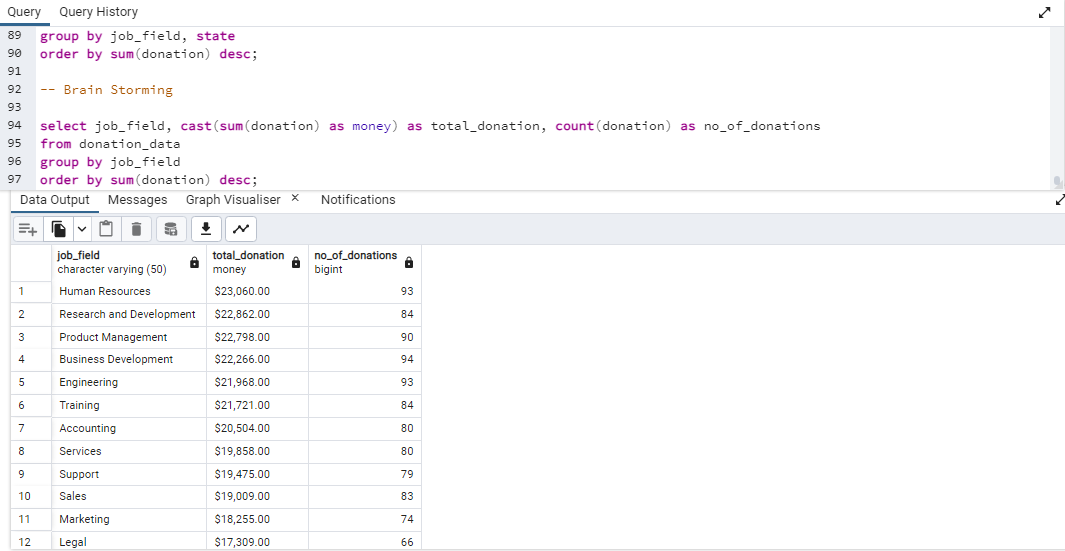 Query Query History
89 group by job_field, state
90 order by sum(donation) desc;
91
92 -- Brain Storming
93
94 select job_field, cast(sum(donation) as money) as total_donation, count(donation) as no_of_donations
95 from donation_data
96 group by job_field
97 order by sum(donation) desc;
Data Output Messages Graph Visualiser × Notifications
job_field total_donation no_of_donations
character varying (50) money bigint
1 Human Resources $23,060.00 93
2 Research and Development $22,862.00 84
3 Product Management $22,798.00 90
4 Business Development $22,266.00 94
5 Engineering $21,968.00 93
6 Training $21,721.00 84
7 Accounting $20,504.00 80
8 Services $19,858.00 80
9 Support $19,475.00 79
10 Sales $19,009.00 83
11 Marketing $18,255.00 74
12 Legal $17,309.00 66